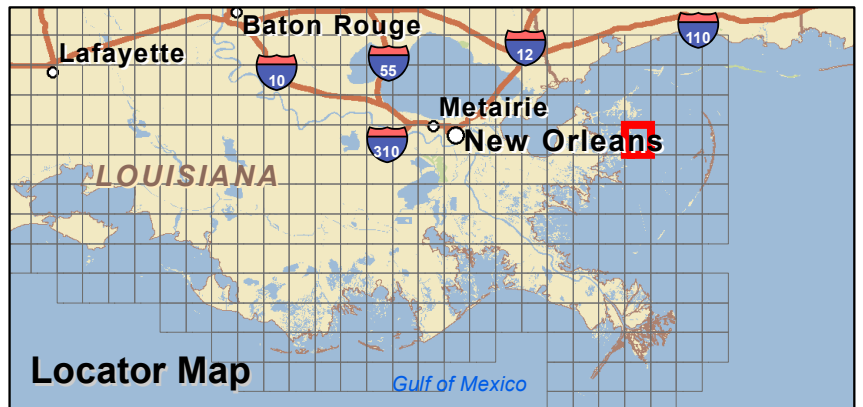 Baton Rouge
110
Lafayette
12
55
10
Metairie
New Orleans
310
LOUISIANA
Locator Map
Gulf of Mexico